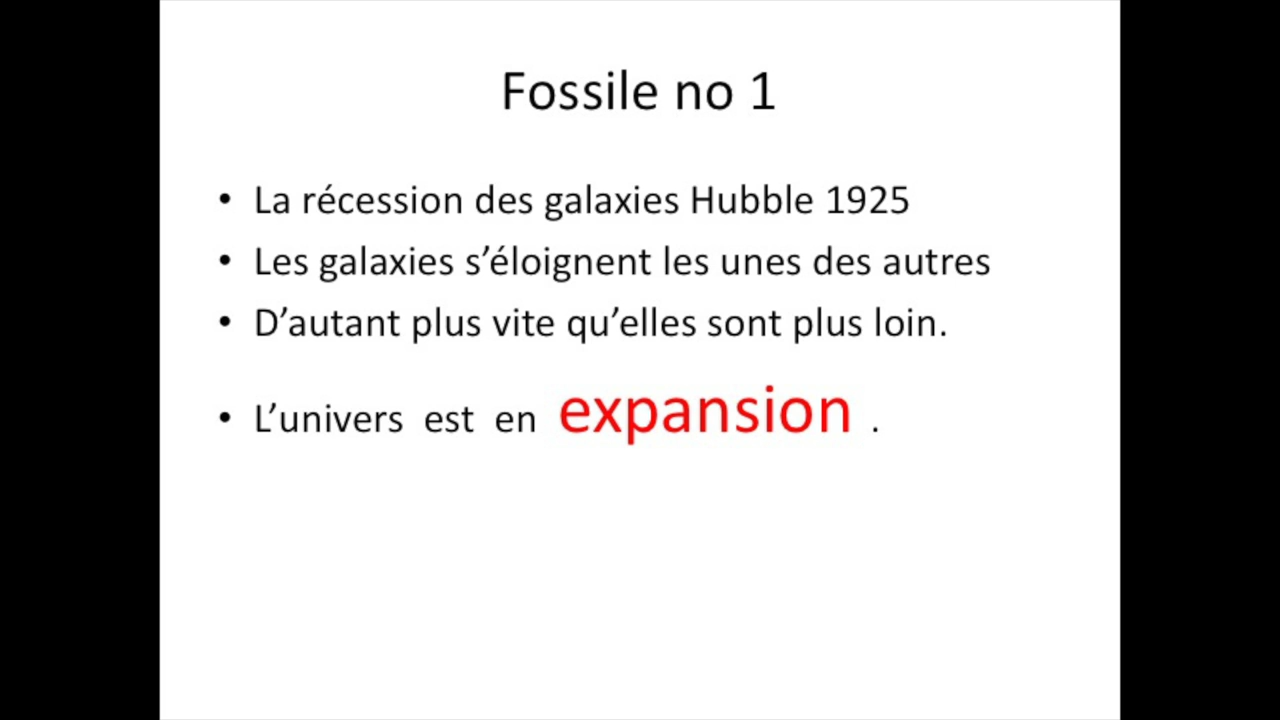 Fossile no 1
• La récession des galaxies Hubble 1925
• Les galaxies s’éloignent les unes des autres
• D’autant plus vite qu’elles sont plus loin.
• L’univers est en expansion .